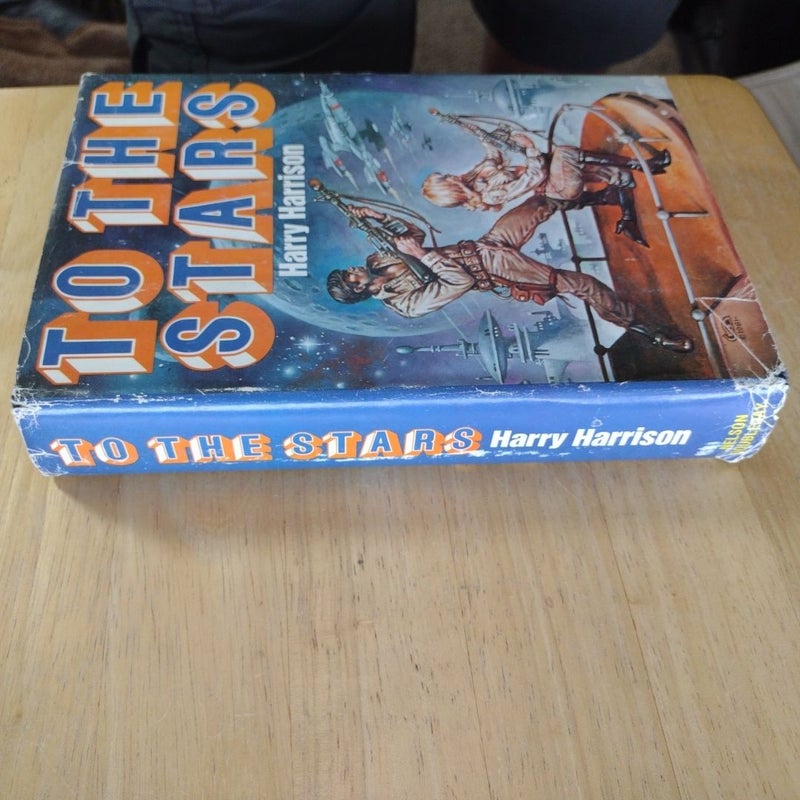 TO THE
STARS
Harry Harrison
TO THE STARS Harry Harrison
NELSON
DOUBLEDAY